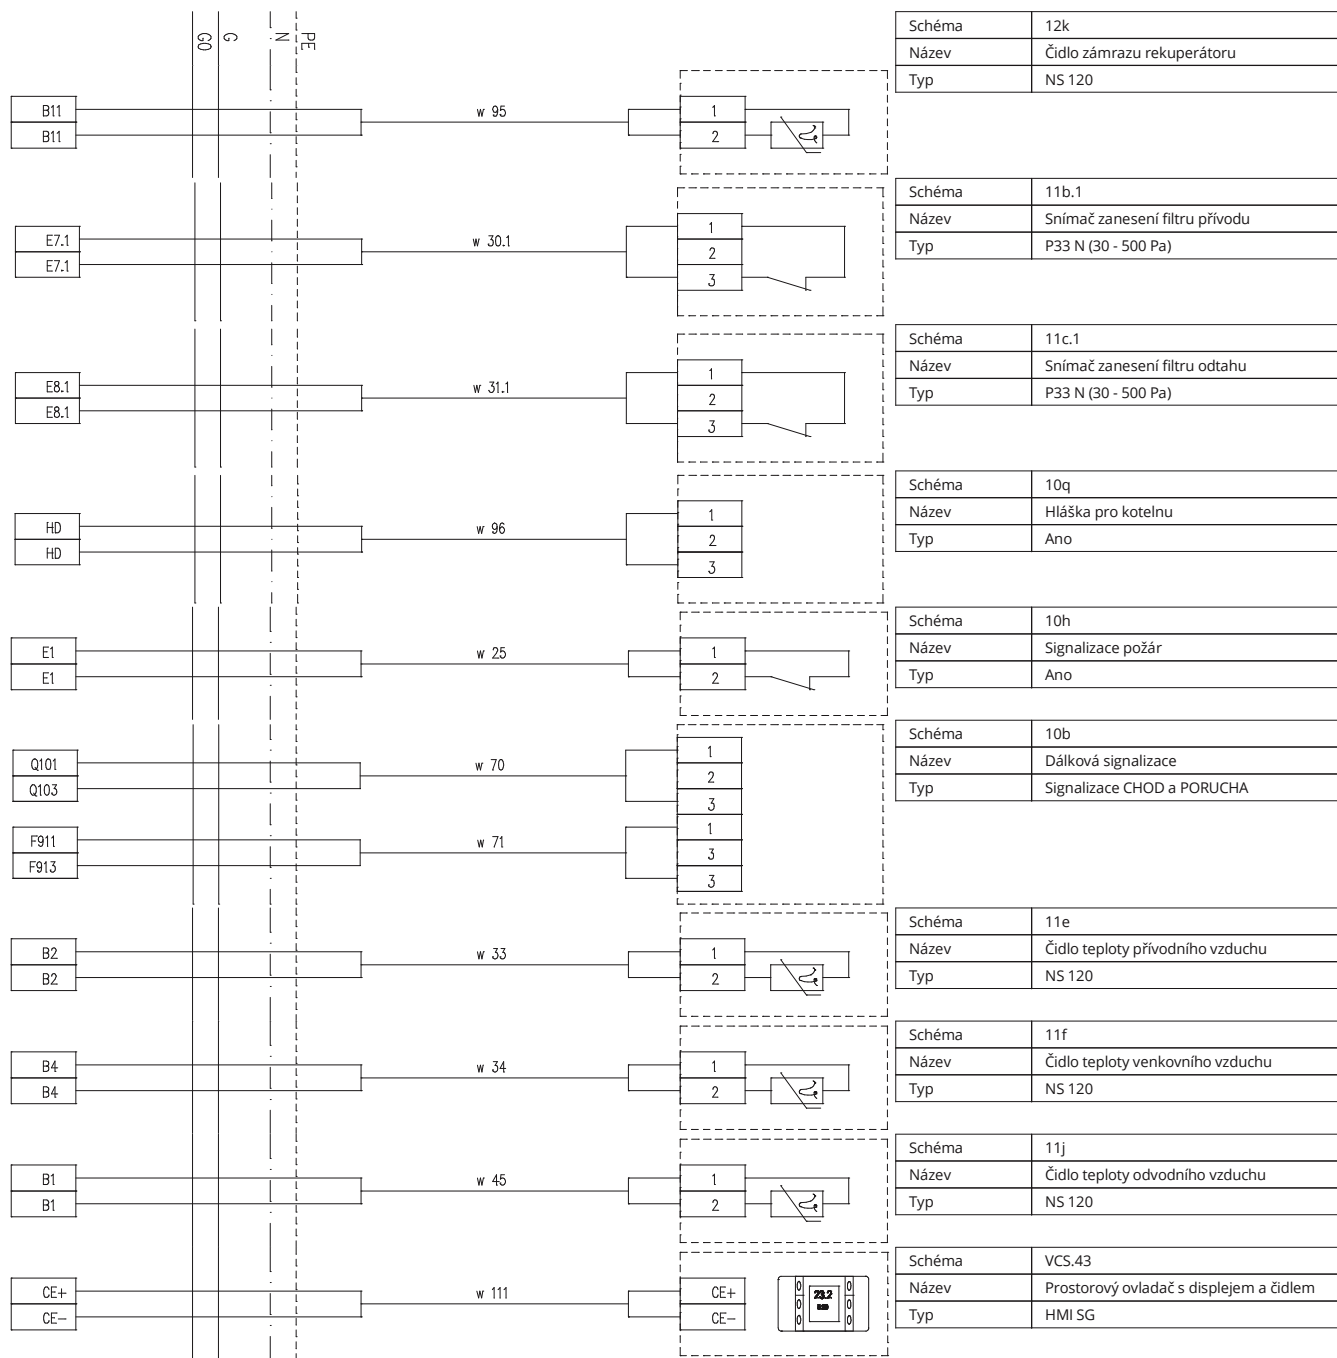 G0 G N PE
Schéma 12k
Název Čidlo zámrazu rekuperátoru
Typ NS 120
B11 w 95 1
B11 2
Schéma 11b.1
Název Snímač zanesení filtru přívodu
Typ P33 N (30 - 500 Pa)
E7.1 w 30.1 1
E7.1 2
3
Schéma 11c.1
Název Snímač zanesení filtru odtahu
Typ P33 N (30 - 500 Pa)
E8.1 w 31.1 1
E8.1 2
3
Schéma 10q
Název Hláška pro kotelnu
Typ Ano
HD w 96 1
HD 2
3
Schéma 10h
Název Signalizace požár
Typ Ano
E1 w 25 1
E1 2
Schéma 10b
Název Dálková signalizace
Typ Signalizace CHOD a PORUCHA
Q101 w 70 1
Q103 2
3
F911 w 71 1
F913 3
3
Schéma 11e
Název Čidlo teploty přívodního vzduchu
Typ NS 120
B2 w 33 1
B2 2
Schéma 11f
Název Čidlo teploty venkovního vzduchu
Typ NS 120
B4 w 34 1
B4 2
Schéma 11j
Název Čidlo teploty odvodního vzduchu
Typ NS 120
B1 w 45 1
B1 2
Schéma VCS.43
Název Prostorový ovladač s displejem a čidlem
Typ HMI SG
CE+ w 111 CE+
CE− CE−
23.2